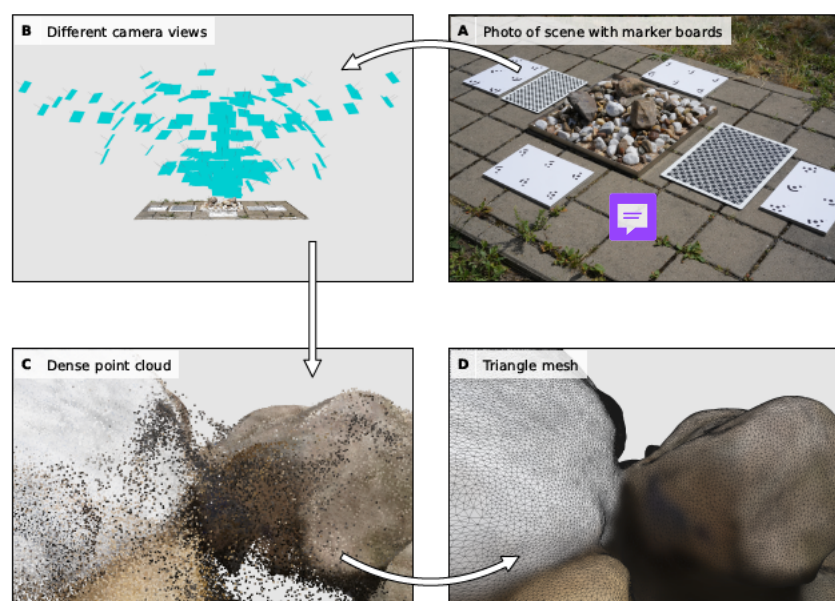 A Photo of scene with marker boards
B Different camera views
C Dense point cloud
D Triangle mesh